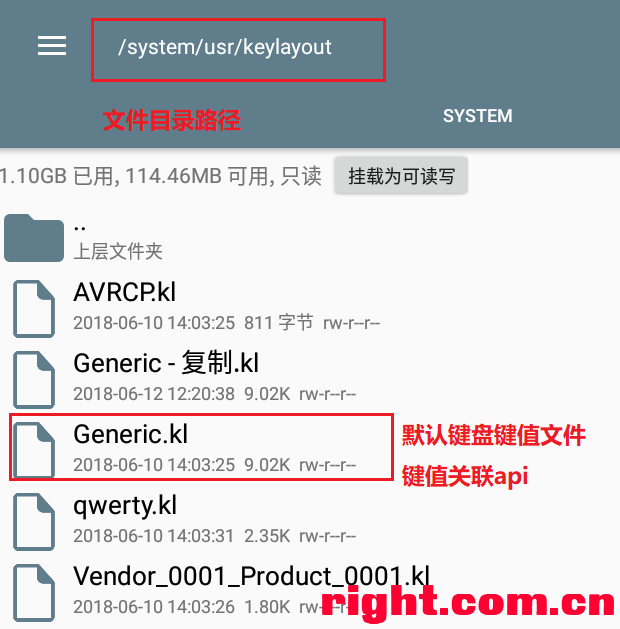 /system/usr/keylayout
文件目录路径
SYSTEM
1.10GB 已用, 114.46MB 可用, 只读
挂载为可读写
..
上层文件夹
AVRCP.kl
2018-06-10 14:03:25 811 字节 rw-r--r--
Generic - 复制.kl
2018-06-12 12:20:38 9.02K rw-r--r--
Generic.kl
2018-06-10 14:03:25 9.02K rw-r--r--
默认键盘键值文件
键值关联api
qwerty.kl
2018-06-10 14:03:31 2.35K rw-r--r--
Vendor_0001_Product_0001.kl
2018-06-10 14:03:26 1.80K rw-r--r--
right.com.cn